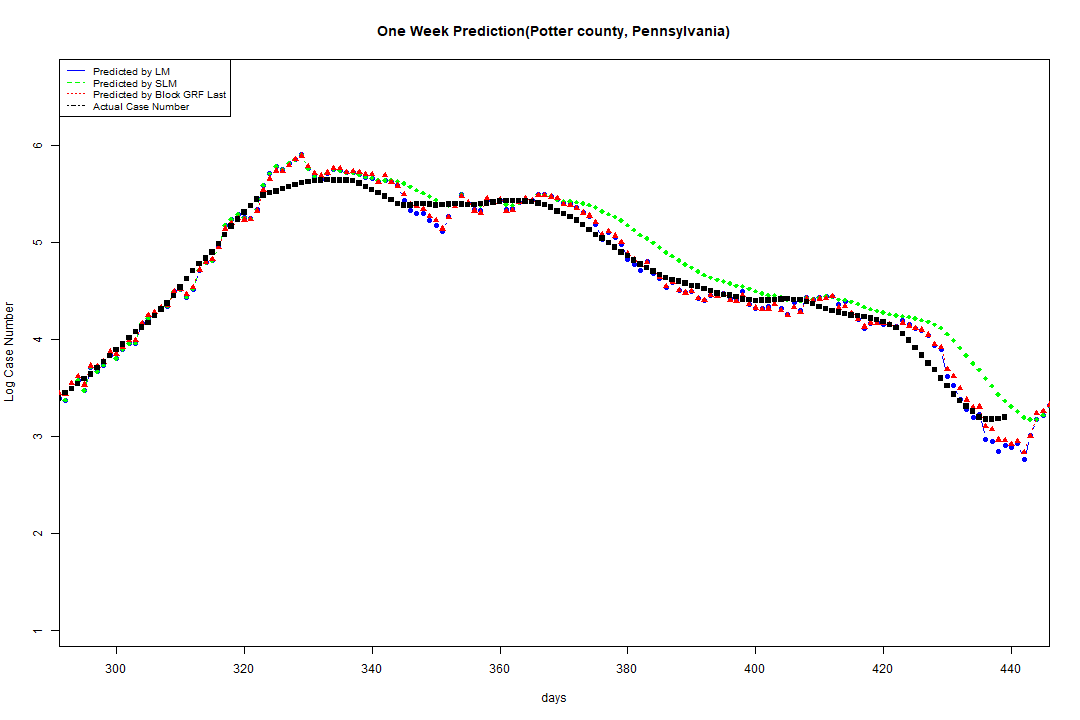 One Week Prediction(Potter county, Pennsylvania)
Predicted by LM
Predicted by SLM
Predicted by Block GRF Last
Actual Case Number
6
5
4
3
2
1
Log Case Number
300 320 340 360 380 400 420 440
days